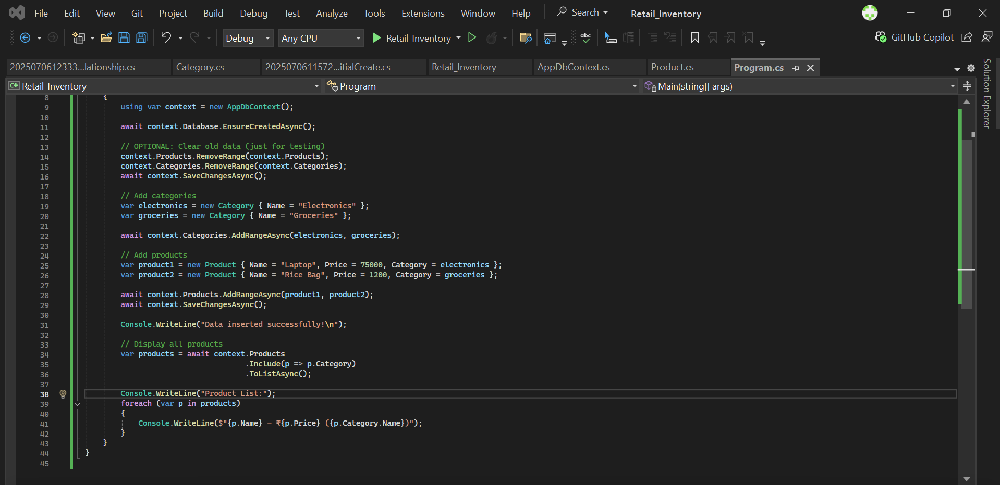 File Edit View Git Project Build Debug Test Analyze Tools Extensions Window Help Search Retail_Inventory
Debug Any CPU Retail_Inventory abc GitHub Copilot
2025070612333...lationship.cs Category.cs 2025070611572...itialCreate.cs Retail_Inventory AppDbContext.cs Product.cs Program.cs
C# Retail_Inventory Program Main(string[] args)
Solution Explorer
8 {
9 using var context = new AppDbContext();
10
11 await context.Database.EnsureCreatedAsync();
12
13 // OPTIONAL: Clear old data (just for testing)
14 context.Products.RemoveRange(context.Products);
15 context.Categories.RemoveRange(context.Categories);
16 await context.SaveChangesAsync();
17
18 // Add categories
19 var electronics = new Category { Name = "Electronics" };
20 var groceries = new Category { Name = "Groceries" };
21
22 await context.Categories.AddRangeAsync(electronics, groceries);
23
24 // Add products
25 var product1 = new Product { Name = "Laptop", Price = 75000, Category = electronics };
26 var product2 = new Product { Name = "Rice Bag", Price = 1200, Category = groceries };
27
28 await context.Products.AddRangeAsync(product1, product2);
29 await context.SaveChangesAsync();
30
31 Console.WriteLine("Data inserted successfully!\n");
32
33 // Display all products
34 var products = await context.Products
35 .Include(p => p.Category)
36 .ToListAsync();
37
38 Console.WriteLine("Product List:");
39 foreach (var p in products)
40 {
41 Console.WriteLine($"{p.Name} - ₹{p.Price} ({p.Category.Name})");
42 }
43 }
44 }
45